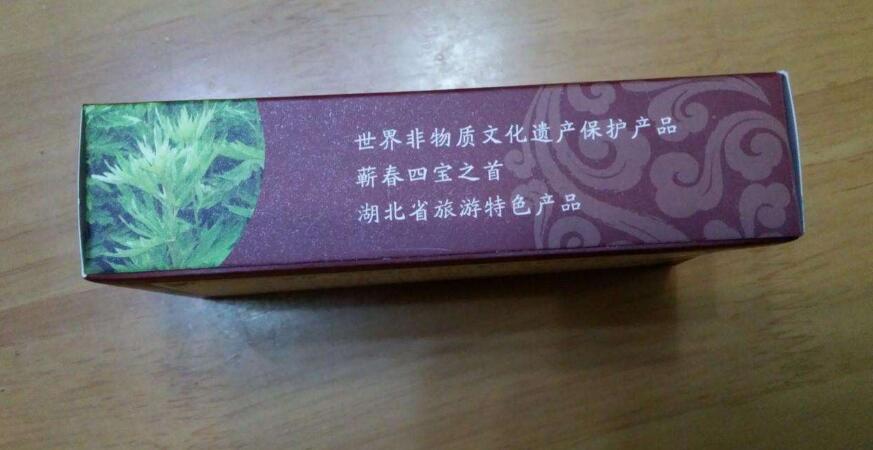 世界非物质文化遗产保护产品
蕲春四宝之首
湖北省旅游特色产品